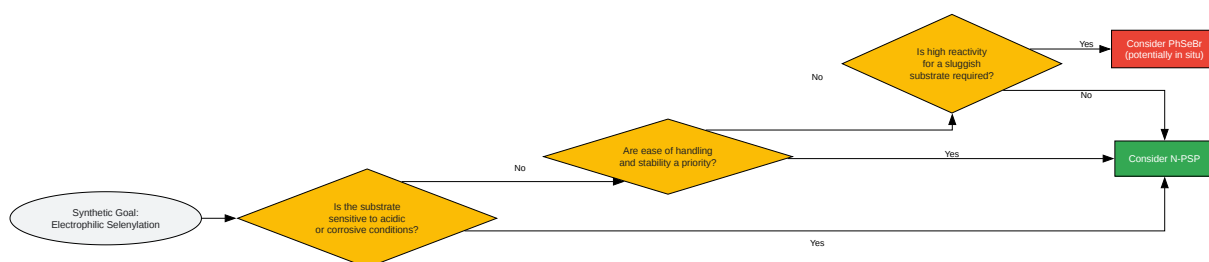 Synthetic Goal:
Electrophilic Selenylation
Is the substrate
sensitive to acidic
or corrosive conditions?
No
Yes
Are ease of handling
and stability a priority?
No
Yes
Is high reactivity
for a sluggish
substrate required?
Yes
No
Consider PhSeBr
(potentially in situ)
Consider N-PSP